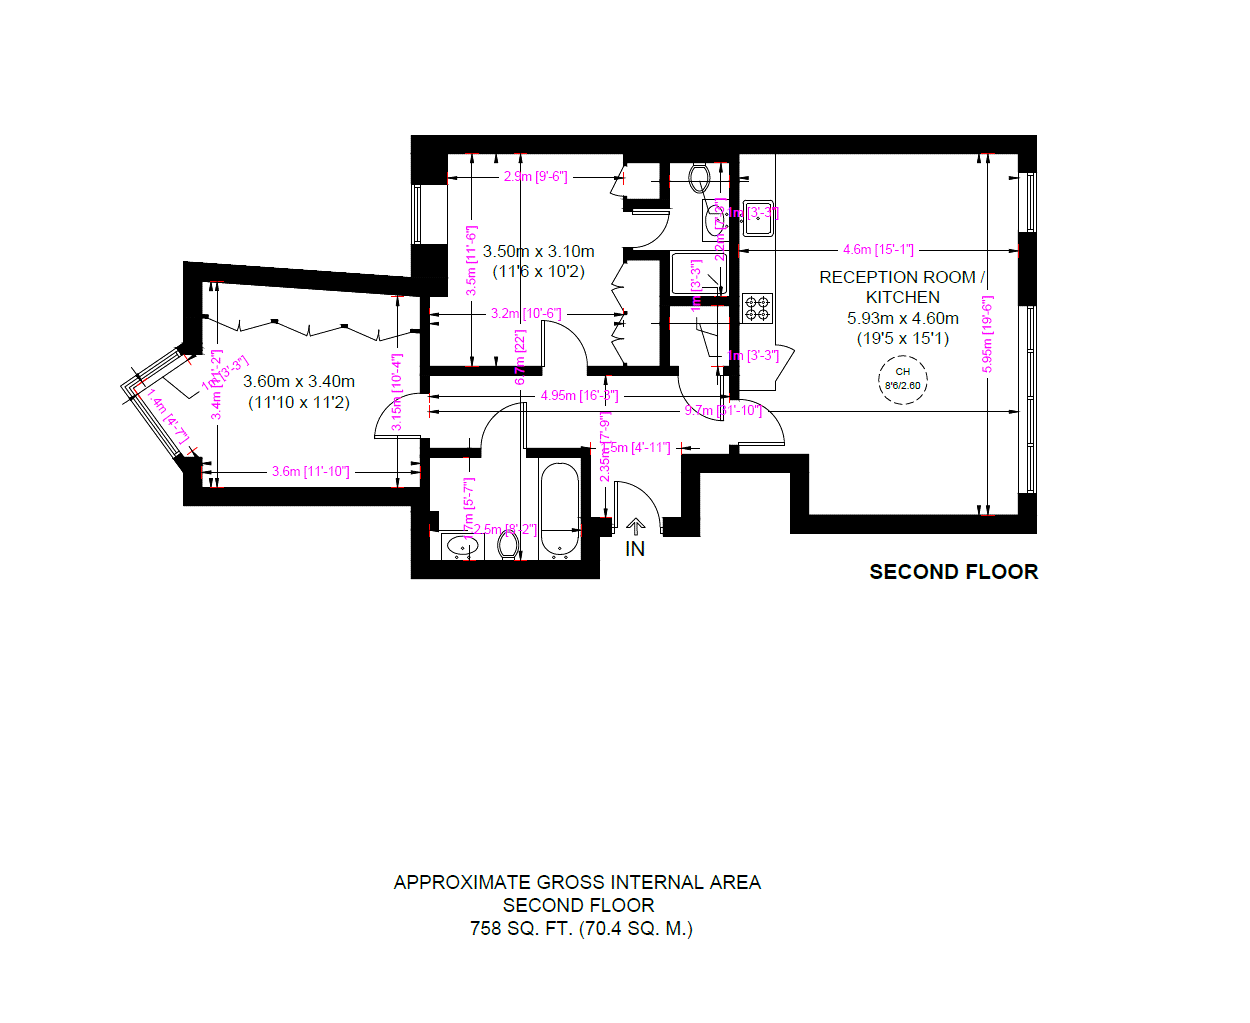 2.9m [9'-6"]
1m [3'-3"]
3.5m [11'-6"]
2.2m [7'-2"]
3.50m x 3.10m
(11'6 x 10'2)
4.6m [15'-1"]
1m [3'-3"]
RECEPTION ROOM /
KITCHEN
5.93m x 4.60m
(19'5 x 15'1)
3.2m [10'-6"]
6.7m [22']
5.95m [19'-6"]
1m [3'-3"]
CH
8'6/2.60
1m [3'-3"]
3.4m [11'-2"]
3.60m x 3.40m
(11'10 x 11'2)
3.15m [10'-4"]
1.4m [4'-7"]
4.95m [16'-3"]
9.7m [31'-10"]
2.35m [7'-9"]
5m [4'-11"]
3.6m [11'-10"]
7m [5'-7"]
2.5m [8'-2"]
IN
SECOND FLOOR
APPROXIMATE GROSS INTERNAL AREA
SECOND FLOOR
758 SQ. FT. (70.4 SQ. M.)